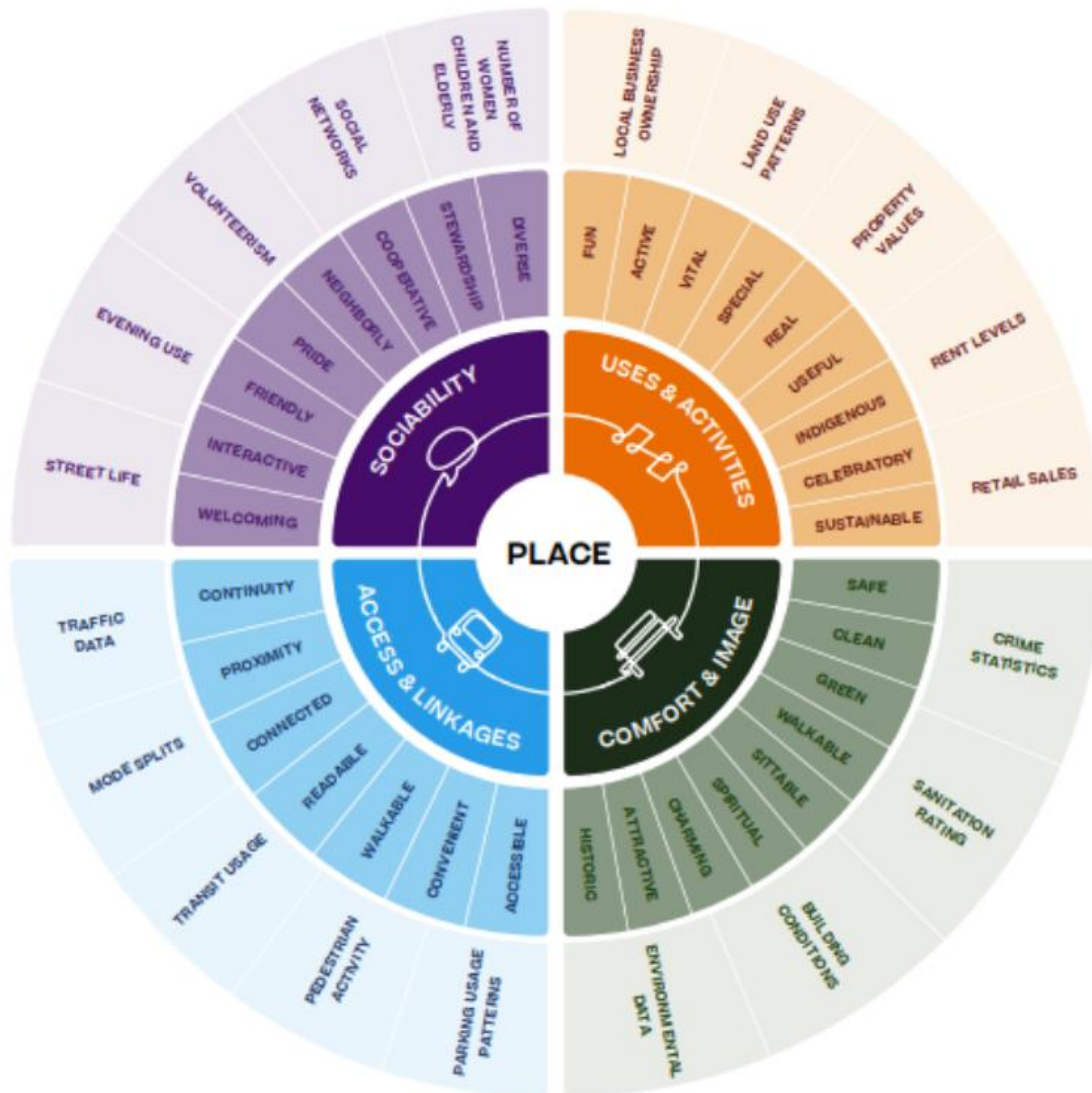 PLACE
SOCIABILITY
USES & ACTIVITIES
COMFORT & IMAGE
ACCESS & LINKAGES
WELCOMING
INTERACTIVE
FRIENDLY
PRIDE
NEIGHBORLY
COOPERATIVE
STEWARDSHIP
DIVERSE
FUN
ACTIVE
VITAL
SPECIAL
REAL
USEFUL
INDIGENOUS
CELEBRATORY
SUSTAINABLE
SAFE
CLEAN
GREEN
WALKABLE
SITTABLE
SPIRITUAL
CHARMING
ATTRACTIVE
HISTORIC
ACCESSIBLE
CONVENIENT
WALKABLE
READABLE
CONNECTED
PROXIMITY
CONTINUITY
STREET LIFE
EVENING USE
VOLUNTEERISM
SOCIAL
NETWORKS
NUMBER OF
WOMEN
CHILDREN AND
ELDERLY
LOCAL BUSINESS
OWNERSHIP
LAND USE
PATTERNS
PROPERTY
VALUES
RENT LEVELS
RETAIL SALES
CRIME
STATISTICS
SANITATION
RATING
BUILDING
CONDITIONS
ENVIRONMENTAL
DATA
PARKING USAGE
PATTERNS
PEDESTRIAN
ACTIVITY
TRANSIT USAGE
MODE SPLITS
TRAFFIC
DATA